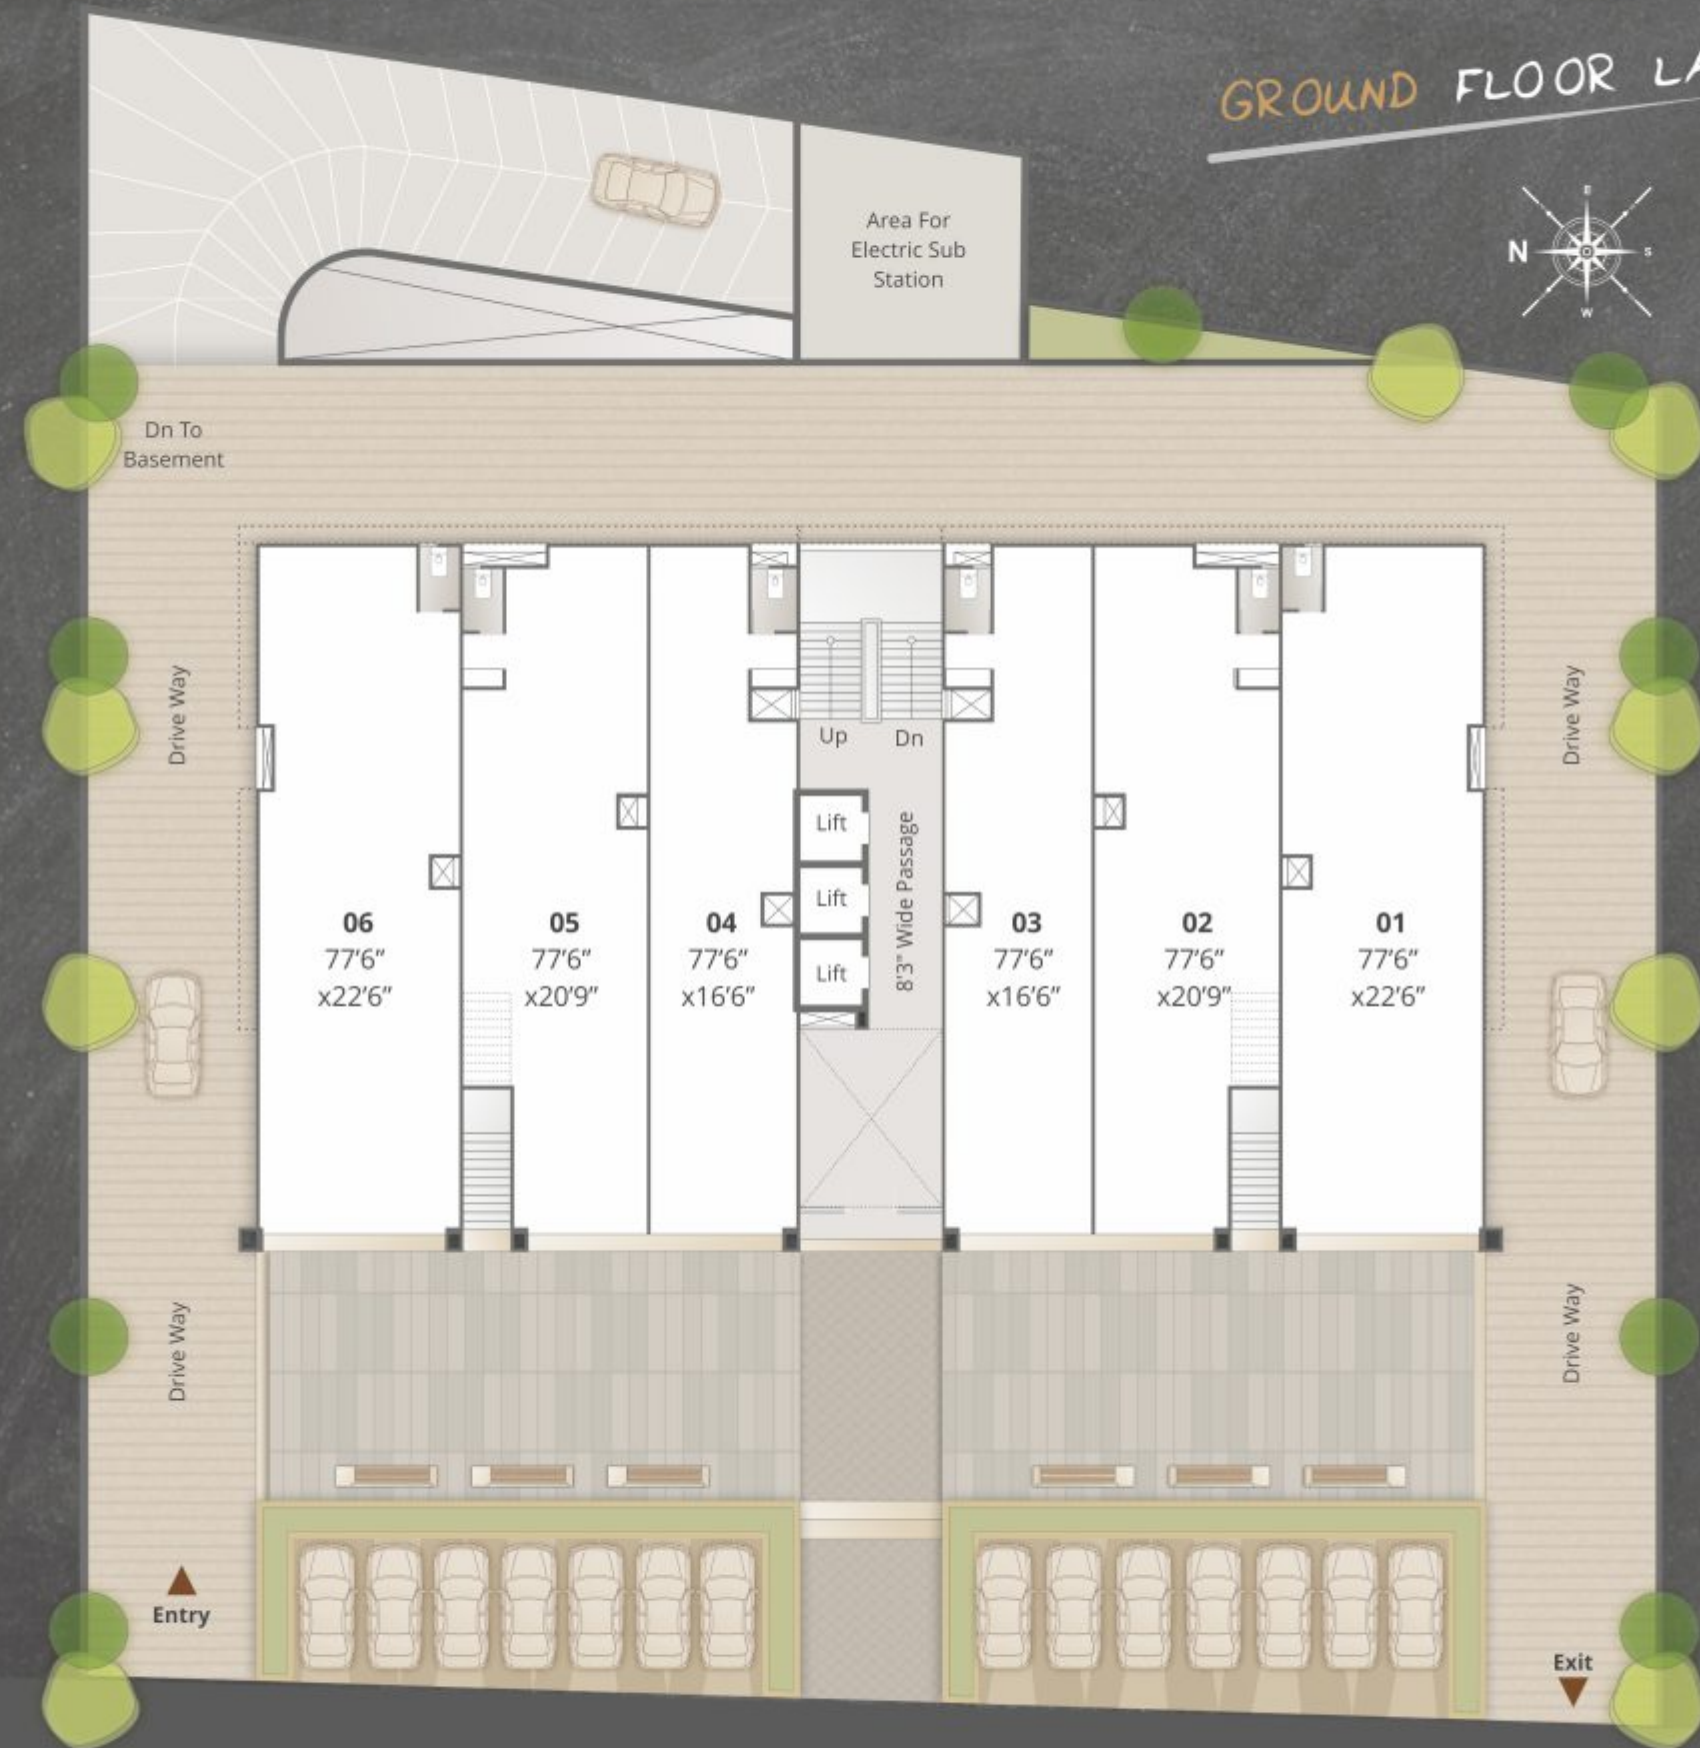 GROUND FLOOR LA
Area For
Electric Sub
Station
E
N
S
W
Dn To
Basement
Drive Way
Drive Way
Up
Dn
Lift
Lift
Lift
8'3" Wide Passage
06
77'6"
x22'6"
05
77'6"
x20'9"
04
77'6"
x16'6"
03
77'6"
x16'6"
02
77'6"
x20'9"
01
77'6"
x22'6"
Drive Way
Drive Way
Entry
Exit